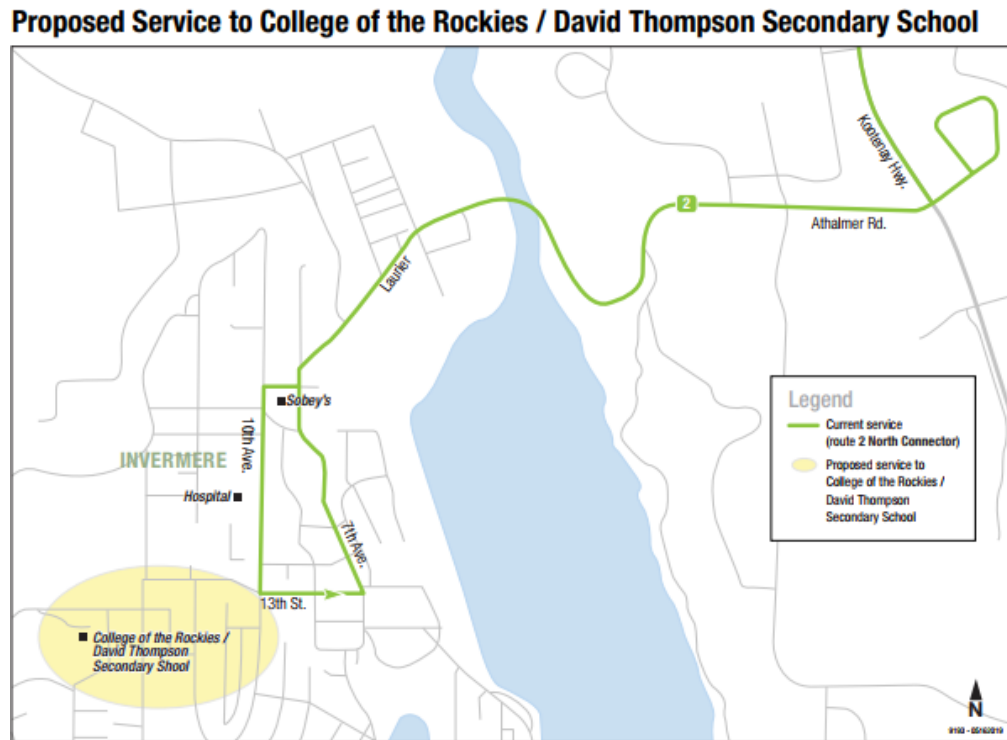 Proposed Service to College of the Rockies / David Thompson Secondary School
Kootenay Hwy.
2
Athalmer Rd.
Laurier
Sobey's
10th Ave.
INVERMERE
Hospital
7th Ave.
13th St.
College of the Rockies /
David Thompson
Secondary Shool
Legend
Current service
(route 2 North Connector)
Proposed service to
College of the Rockies /
David Thompson
Secondary School
N